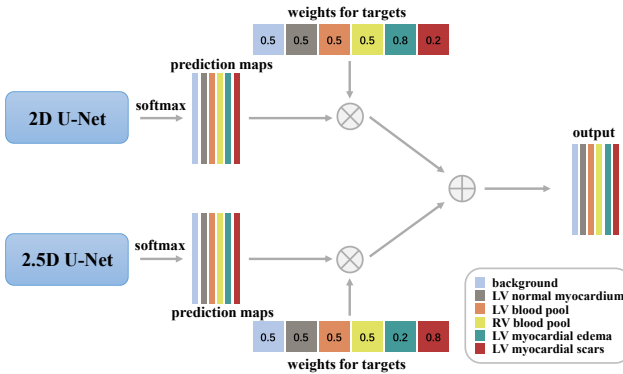 weights for targets
0.5 0.5 0.5 0.5 0.8 0.2
prediction maps
2D U-Net
softmax
output
2.5D U-Net
softmax
prediction maps
0.5 0.5 0.5 0.5 0.2 0.8
weights for targets
background
LV normal myocardium
LV blood pool
RV blood pool
LV myocardial edema
LV myocardial scars